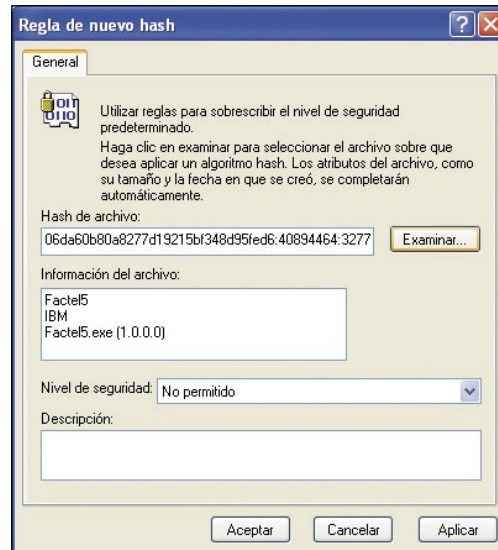 Regla de nuevo hash
General
Utilizar reglas para sobrescribir el nivel de seguridad
predeterminado.
Haga clic en examinar para seleccionar el archivo sobre que
desea aplicar un algoritmo hash. Los atributos del archivo, como
su tamaño y la fecha en que se creó, se completarán
automáticamente.
Hash de archivo:
06da60b80a8277d19215bf348d95fed6:40894464:3277
Examinar...
Información del archivo:
Factel5
IBM
Factel5.exe (1.0.0.0)
Nivel de seguridad: No permitido
Descripción:
Aceptar Cancelar Aplicar